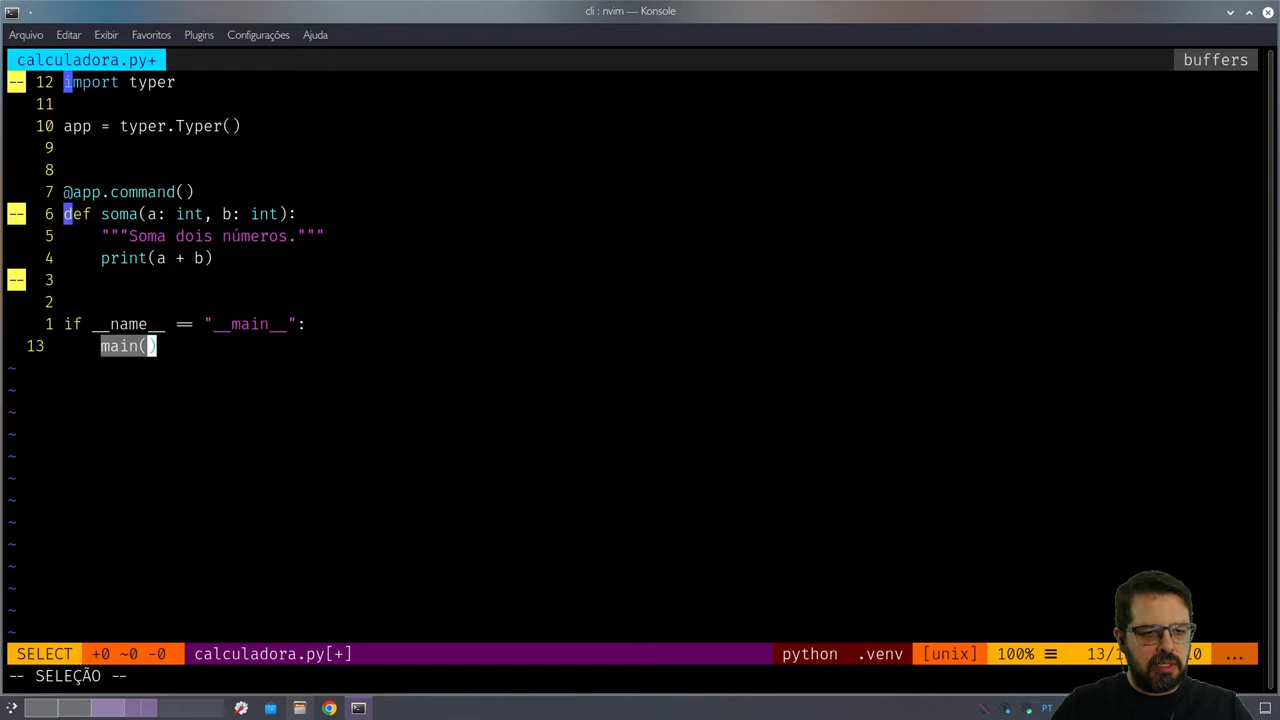 cli : nvim — Konsole
Arquivo Editar Exibir Favoritos Plugins Configurações Ajuda
calculadora.py+ buffers
-- 12 import typer
11
10 app = typer.Typer()
9
8
7 @app.command()
-- 6 def soma(a: int, b: int):
5 """Soma dois números."""
4 print(a + b)
-- 3
2
1 if __name__ == "__main__":
13 main()
~
~
~
~
~
~
~
~
~
~
~
~
~
SELECT +0 ~0 -0 calculadora.py[+] python .venv [unix] 100% ☰ 13/1 ...
-- SELEÇÃO --
PT